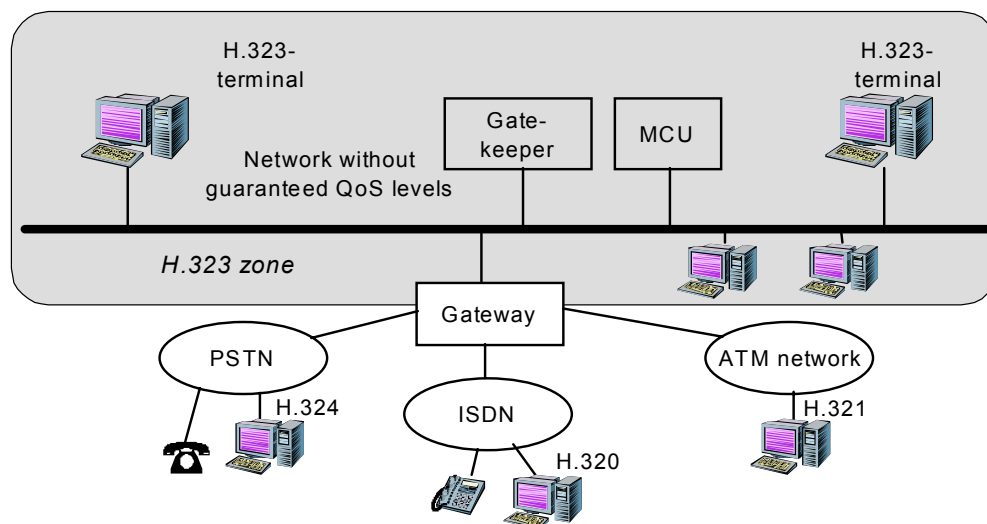 H.323-
terminal
H.323-
terminal
Gate-
keeper
MCU
Network without
guaranteed QoS levels
H.323 zone
Gateway
PSTN
ATM network
H.324
ISDN
H.321
H.320